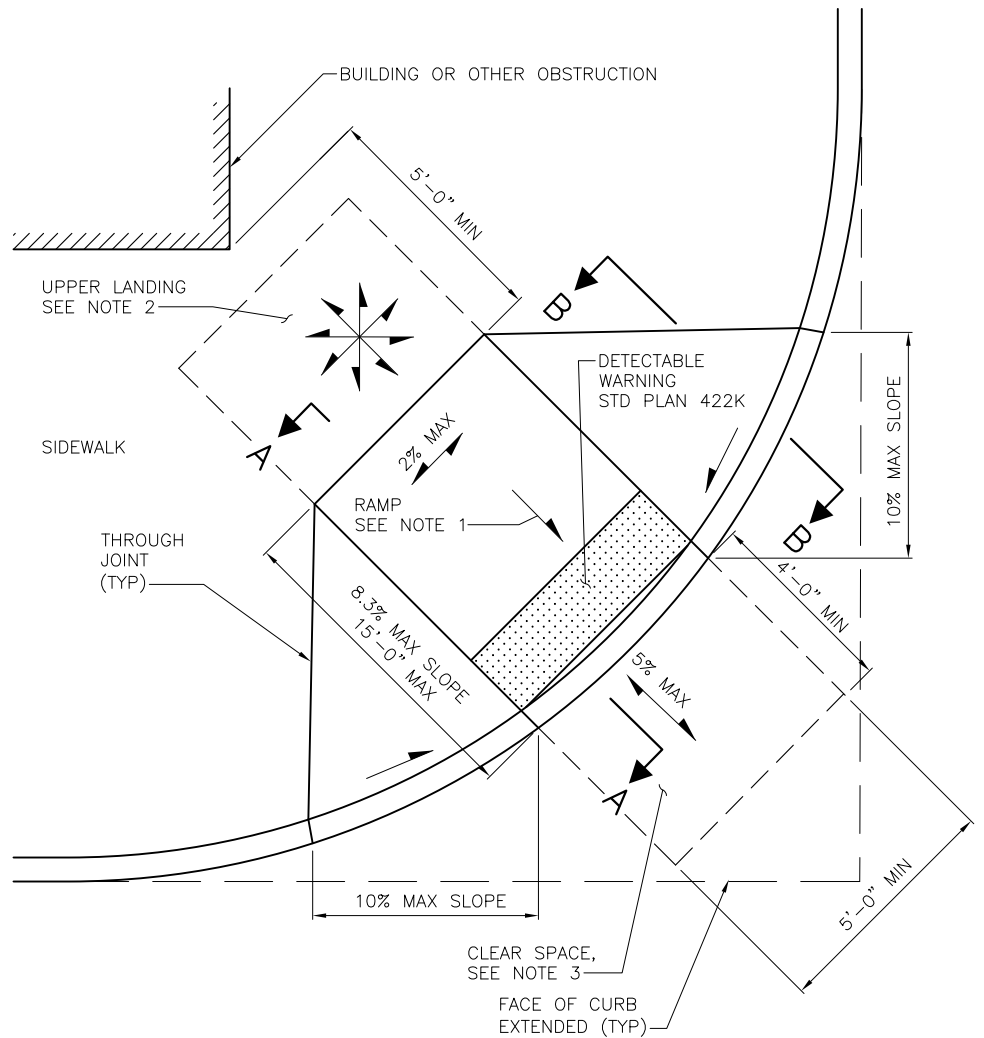 BUILDING OR OTHER OBSTRUCTION
5'-0" MIN
UPPER LANDING
SEE NOTE 2
B
DETECTABLE
WARNING
STD PLAN 422K
SIDEWALK
A
2% MAX
10% MAX SLOPE
RAMP
SEE NOTE 1
B
THROUGH
JOINT
(TYP)
8.3% MAX SLOPE
15'-0" MAX
4'-0" MIN
5% MAX
A
10% MAX SLOPE
5'-0" MIN
CLEAR SPACE,
SEE NOTE 3
FACE OF CURB
EXTENDED (TYP)